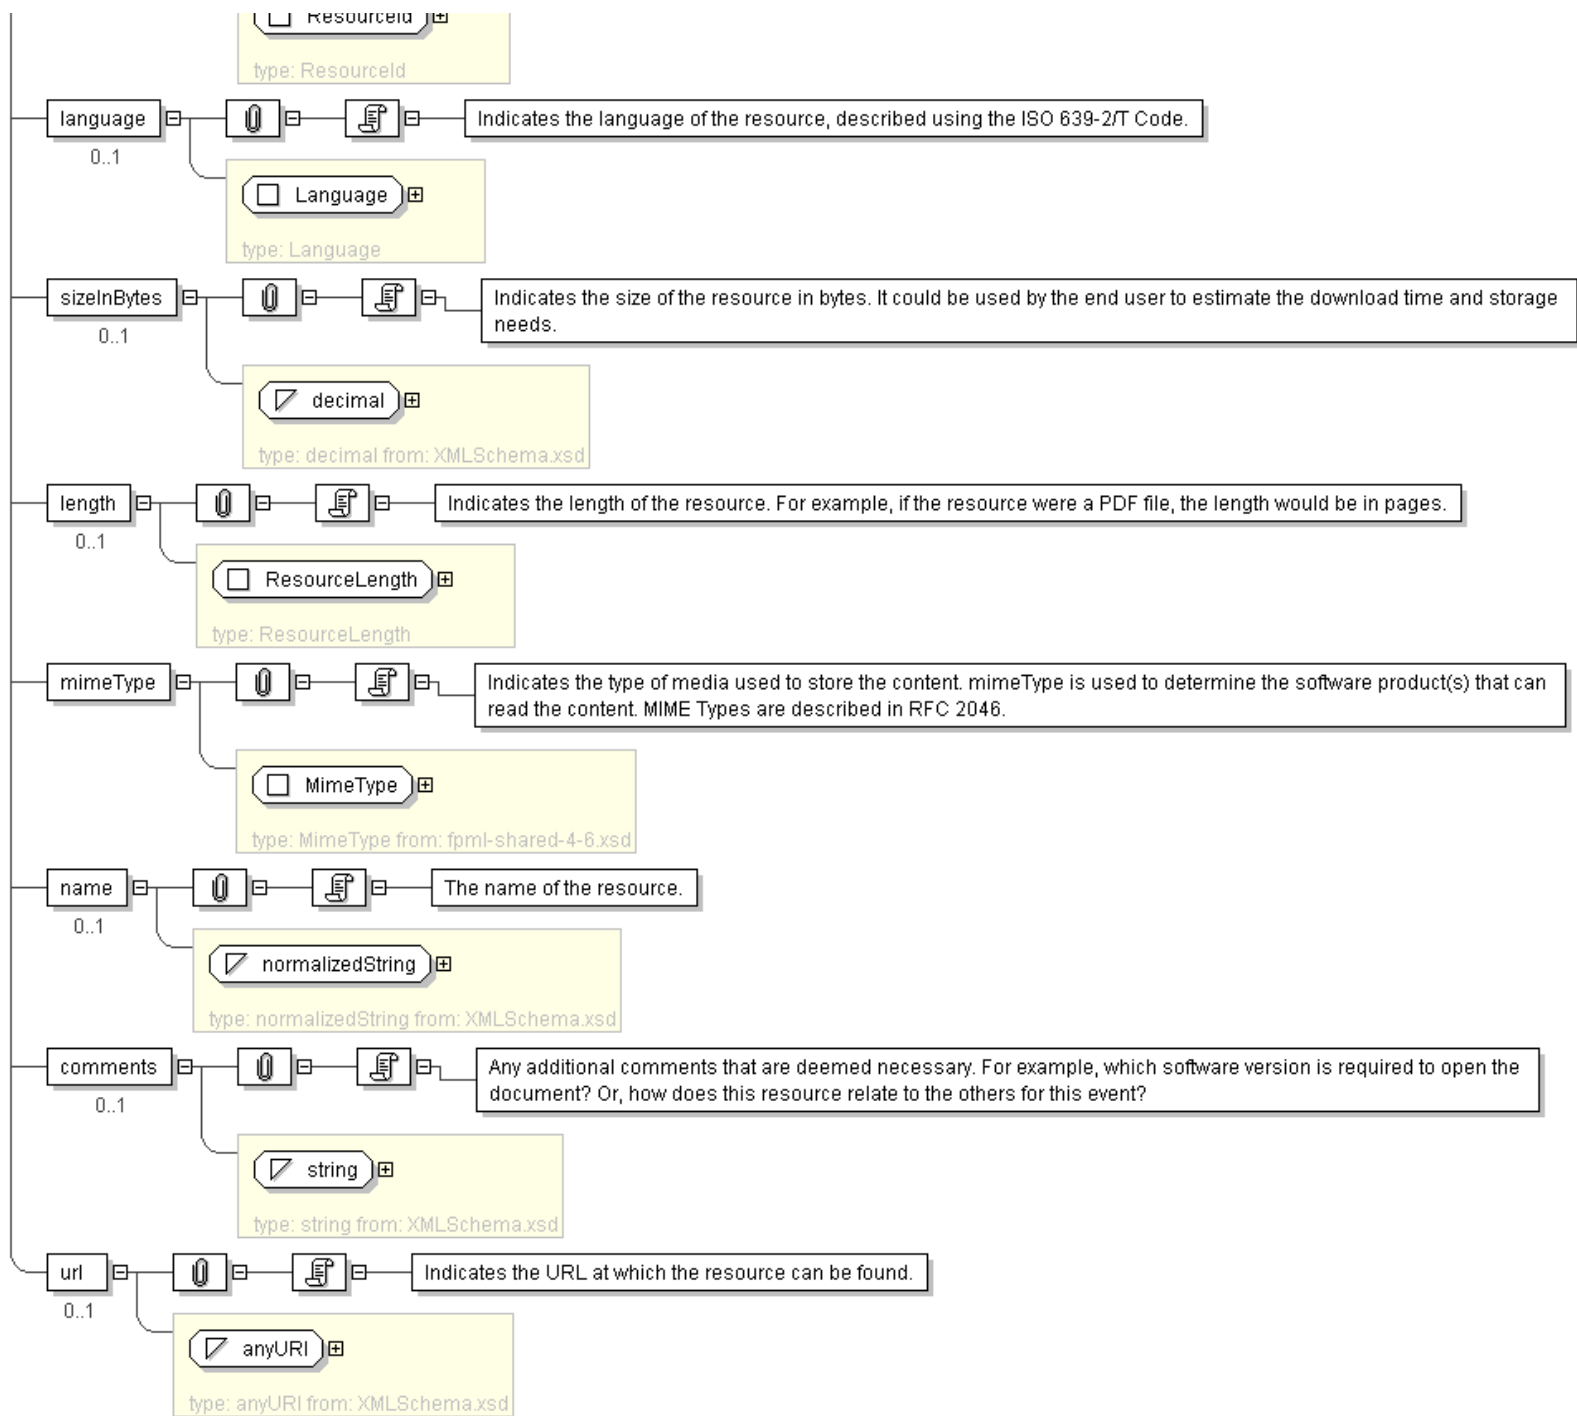 ResourceId
type: ResourceId
language
Indicates the language of the resource, described using the ISO 639-2/T Code.
0..1
Language
type: Language
sizeInBytes
Indicates the size of the resource in bytes. It could be used by the end user to estimate the download time and storage
needs.
0..1
decimal
type: decimal from: XMLSchema.xsd
length
Indicates the length of the resource. For example, if the resource were a PDF file, the length would be in pages.
0..1
ResourceLength
type: ResourceLength
mimeType
Indicates the type of media used to store the content. mimeType is used to determine the software product(s) that can
read the content. MIME Types are described in RFC 2046.
MimeType
type: MimeType from: fpml-shared-4-6.xsd
name
The name of the resource.
0..1
normalizedString
type: normalizedString from: XMLSchema.xsd
comments
Any additional comments that are deemed necessary. For example, which software version is required to open the
document? Or, how does this resource relate to the others for this event?
0..1
string
type: string from: XMLSchema.xsd
url
Indicates the URL at which the resource can be found.
0..1
anyURI
type: anyURI from: XMLSchema.xsd